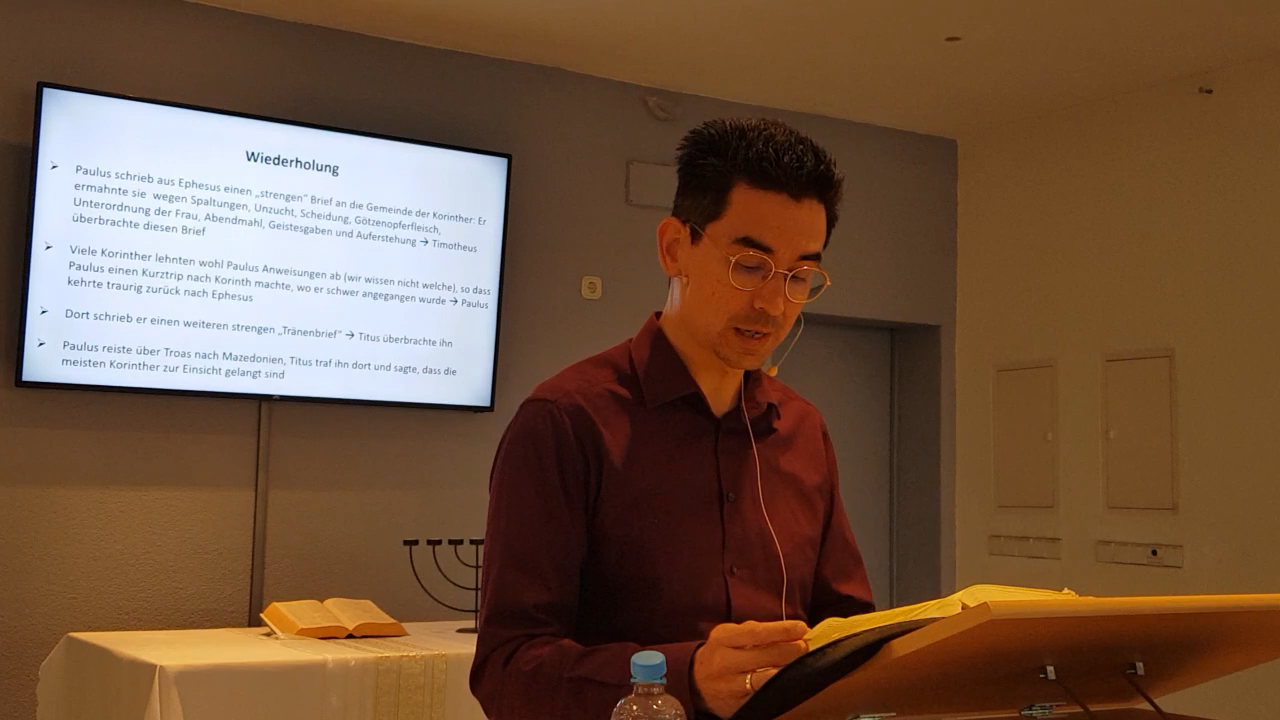 Wiederholung
➢ Paulus schrieb aus Ephesus einen „strengen" Brief an die Gemeinde der Korinther: Er
ermahnte sie wegen Spaltungen, Unzucht, Scheidung, Götzenopferfleisch,
Unterordnung der Frau, Abendmahl, Geistesgaben und Auferstehung → Timotheus
überbrachte diesen Brief
➢ Viele Korinther lehnten wohl Paulus Anweisungen ab (wir wissen nicht welche), so dass
Paulus einen Kurztrip nach Korinth machte, wo er schwer angegangen wurde → Paulus
kehrte traurig zurück nach Ephesus
➢ Dort schrieb er einen weiteren strengen „Tränenbrief" → Titus überbrachte ihn
➢ Paulus reiste über Troas nach Mazedonien, Titus traf ihn dort und sagte, dass die
meisten Korinther zur Einsicht gelangt sind